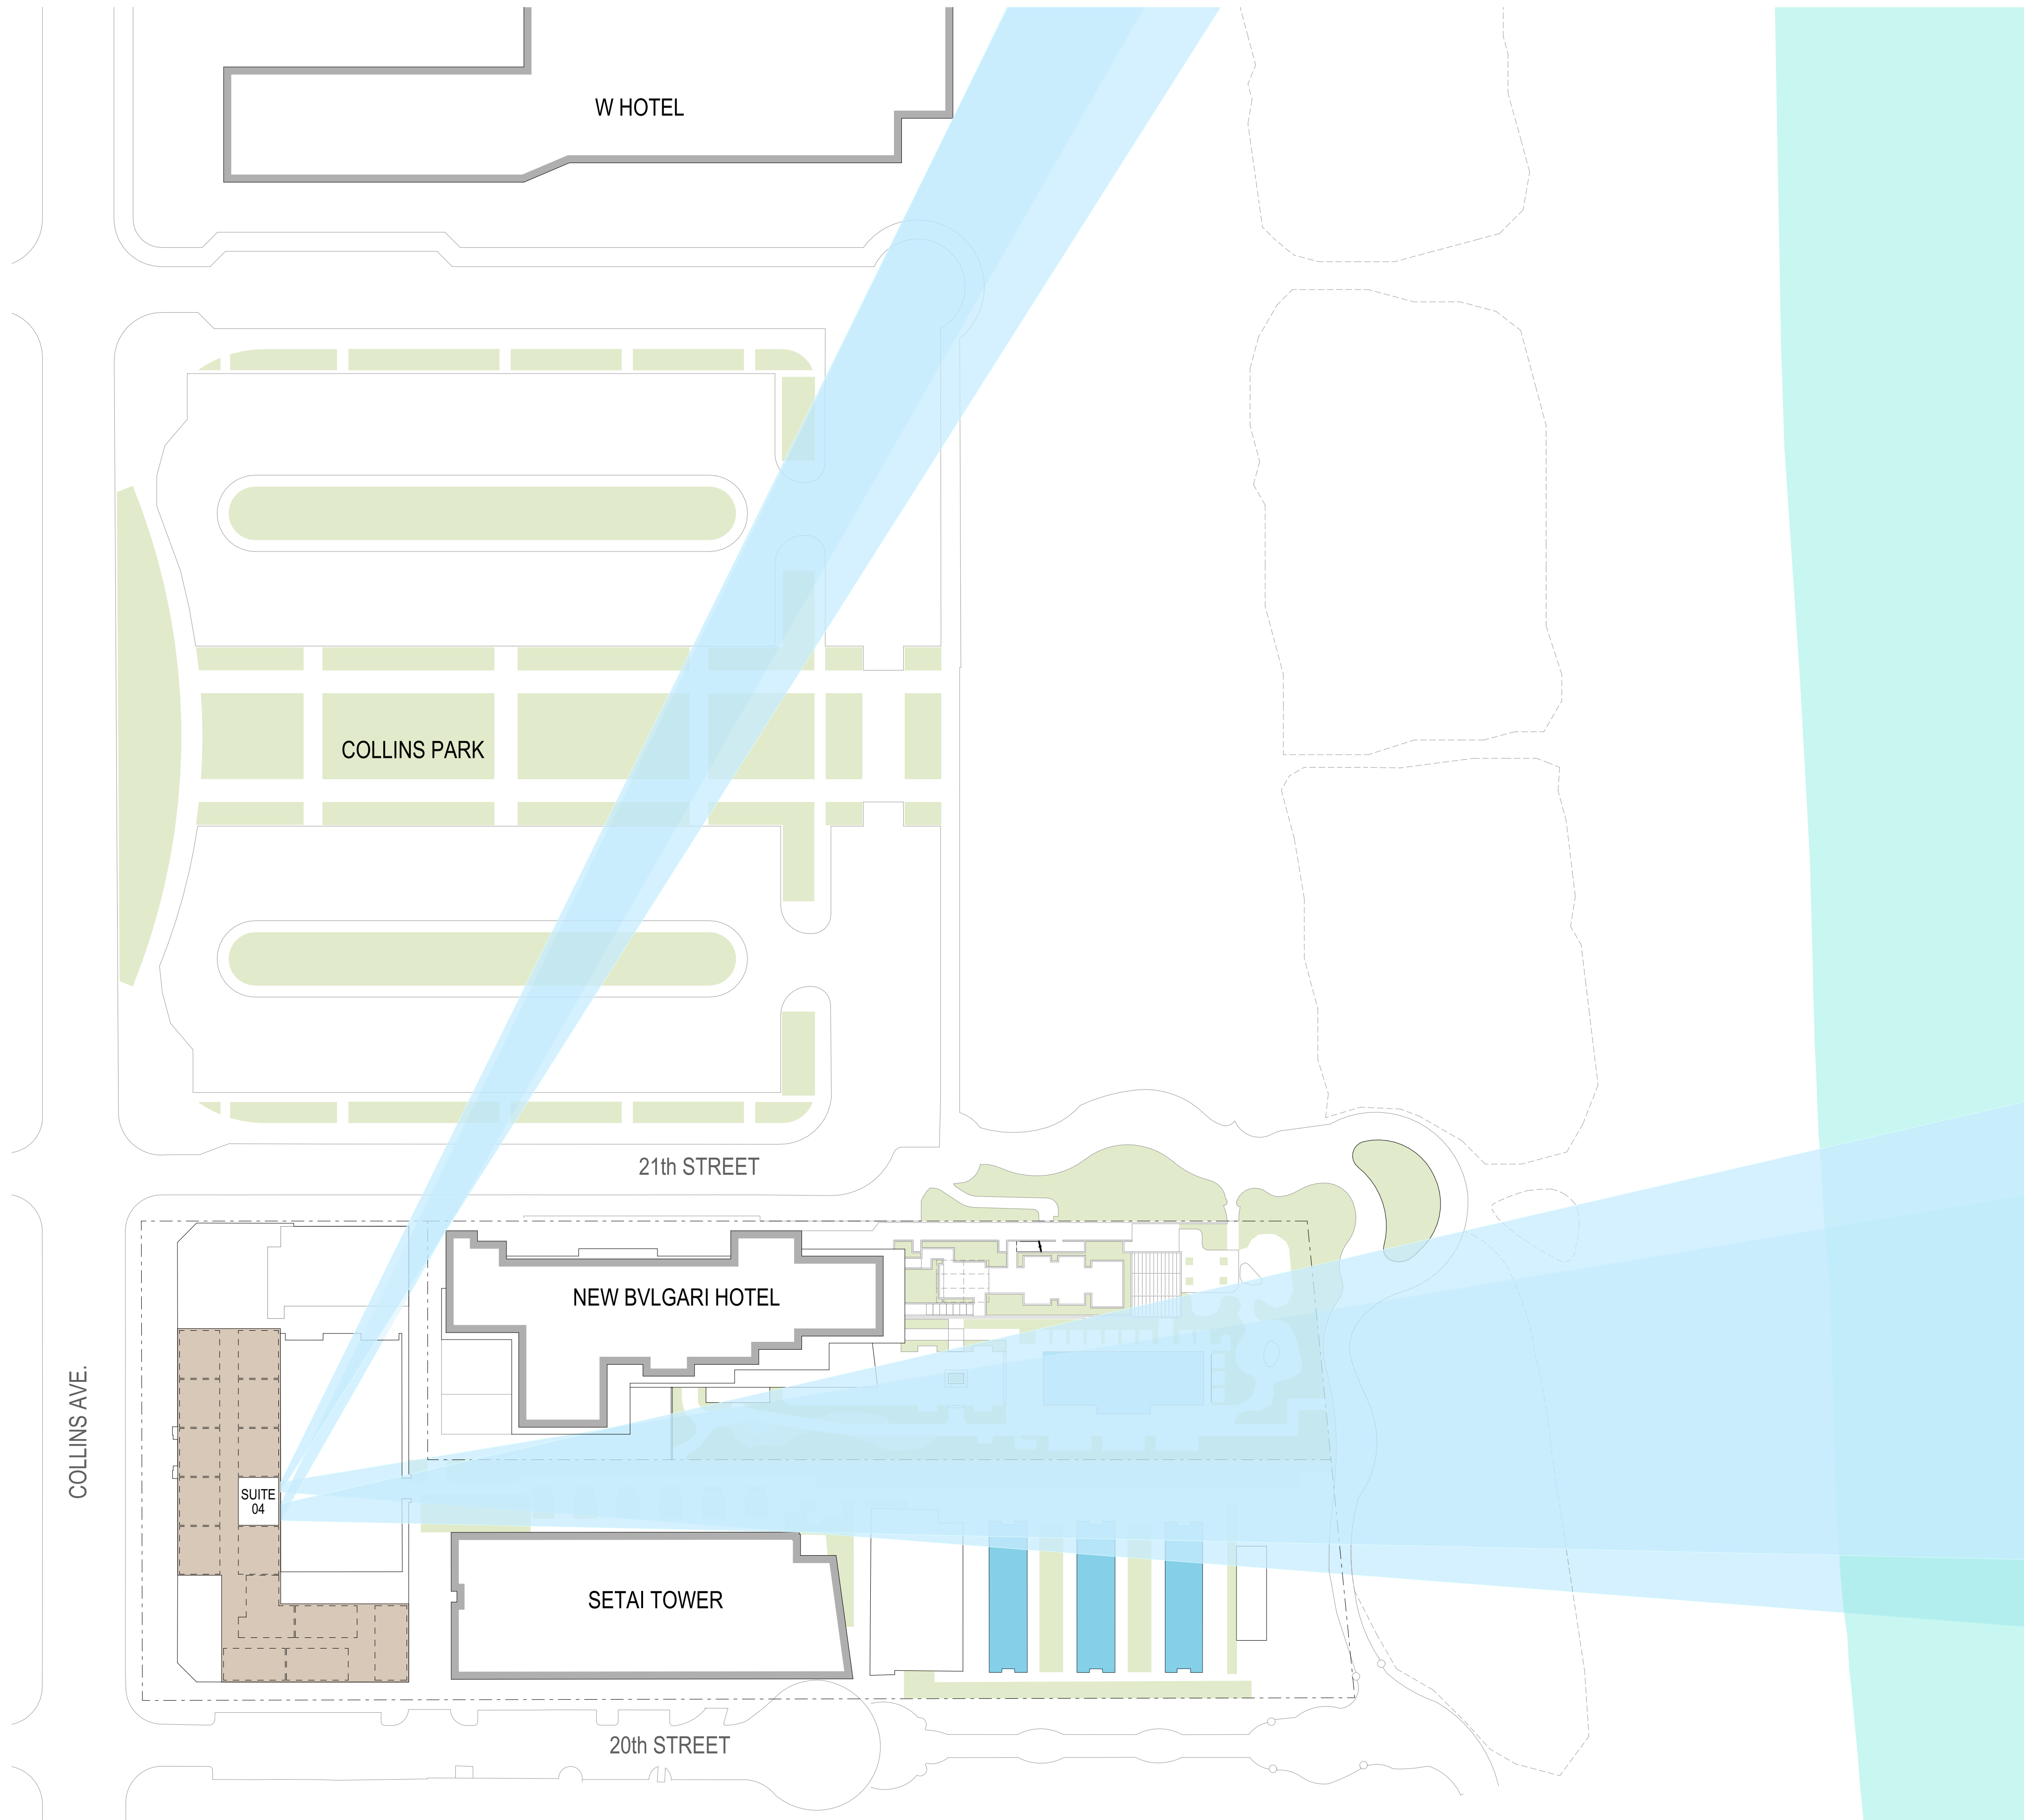 W HOTEL
COLLINS PARK
21th STREET
NEW BVLGARI HOTEL
COLLINS AVE.
SUITE
04
SETAI TOWER
20th STREET